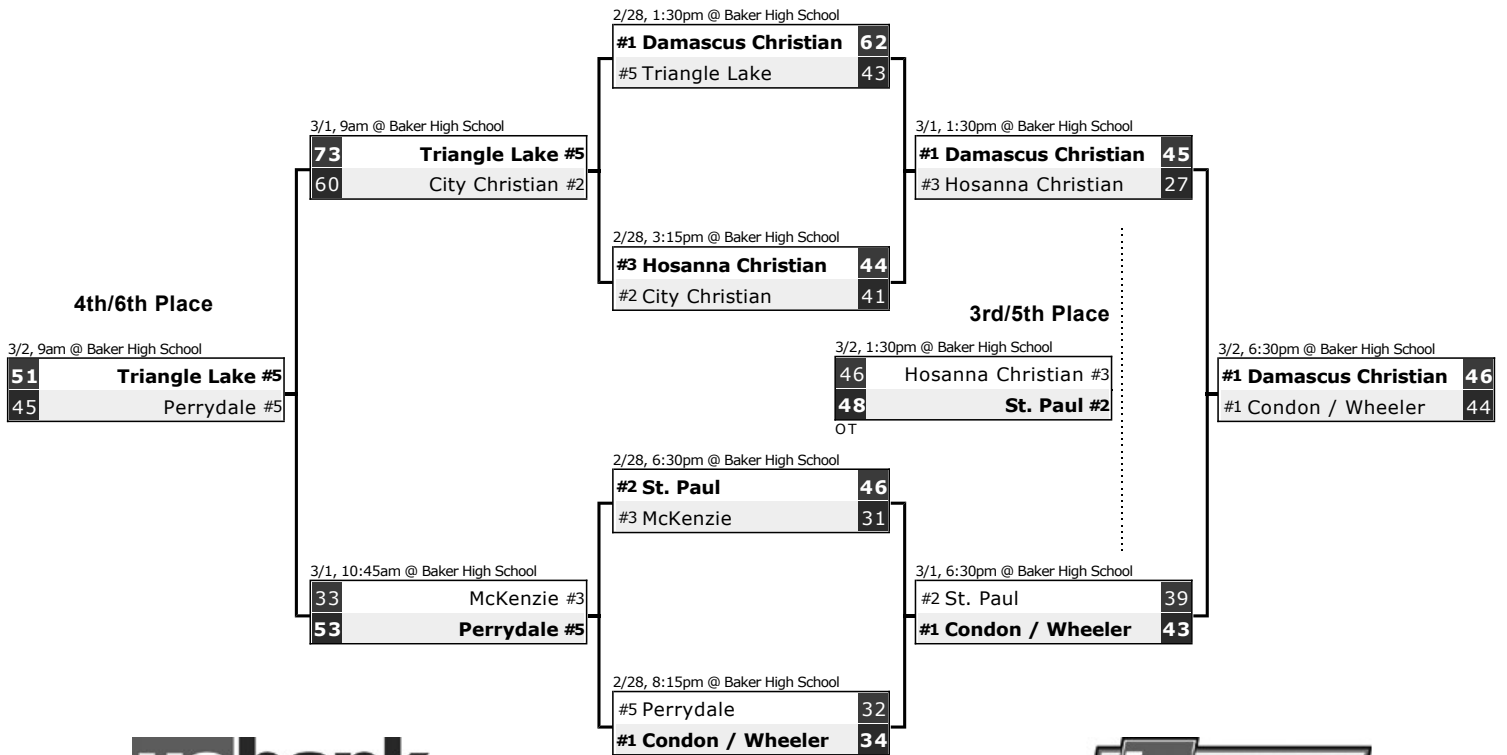 2/28, 1:30pm @ Baker High School
#1 Damascus Christian 62
#5 Triangle Lake 43
3/1, 9am @ Baker High School
73 Triangle Lake #5
60 City Christian #2
3/1, 1:30pm @ Baker High School
#1 Damascus Christian 45
#3 Hosanna Christian 27
2/28, 3:15pm @ Baker High School
#3 Hosanna Christian 44
#2 City Christian 41
4th/6th Place
3/2, 9am @ Baker High School
51 Triangle Lake #5
45 Perrydale #5
3rd/5th Place
3/2, 1:30pm @ Baker High School
46 Hosanna Christian #3
48 St. Paul #2
OT
3/2, 6:30pm @ Baker High School
#1 Damascus Christian 46
#1 Condon / Wheeler 44
2/28, 6:30pm @ Baker High School
#2 St. Paul 46
#3 McKenzie 31
3/1, 10:45am @ Baker High School
33 McKenzie #3
53 Perrydale #5
3/1, 6:30pm @ Baker High School
#2 St. Paul 39
#1 Condon / Wheeler 43
2/28, 8:15pm @ Baker High School
#5 Perrydale 32
#1 Condon / Wheeler 34